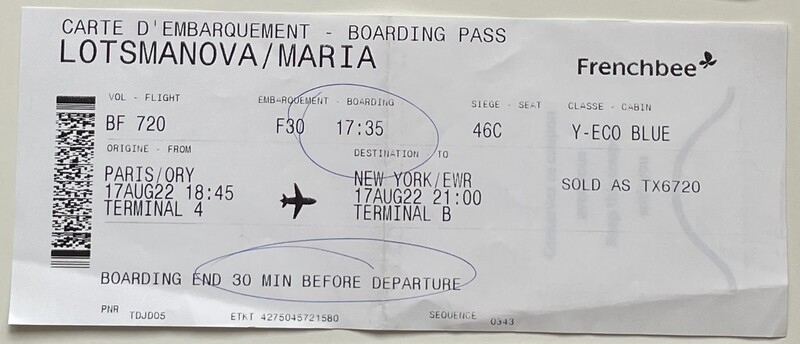 CARTE D'EMBARQUEMENT - BOARDING PASS
LOTSMANOVA/MARIA
Frenchbee
VOL - FLIGHT
EMBARQUEMENT - BOARDING
SIEGE - SEAT
CLASSE - CABIN
BF 720
F30
17:35
46C
Y-ECO BLUE
ORIGINE - FROM
DESTINATION - TO
PARIS/ORY
NEW YORK/EWR
SOLD AS TX6720
17AUG22 18:45
17AUG22 21:00
TERMINAL 4
TERMINAL B
BOARDING END 30 MIN BEFORE DEPARTURE
PNR TDJD05
ETKT 4275045721580
SEQUENCE 0343